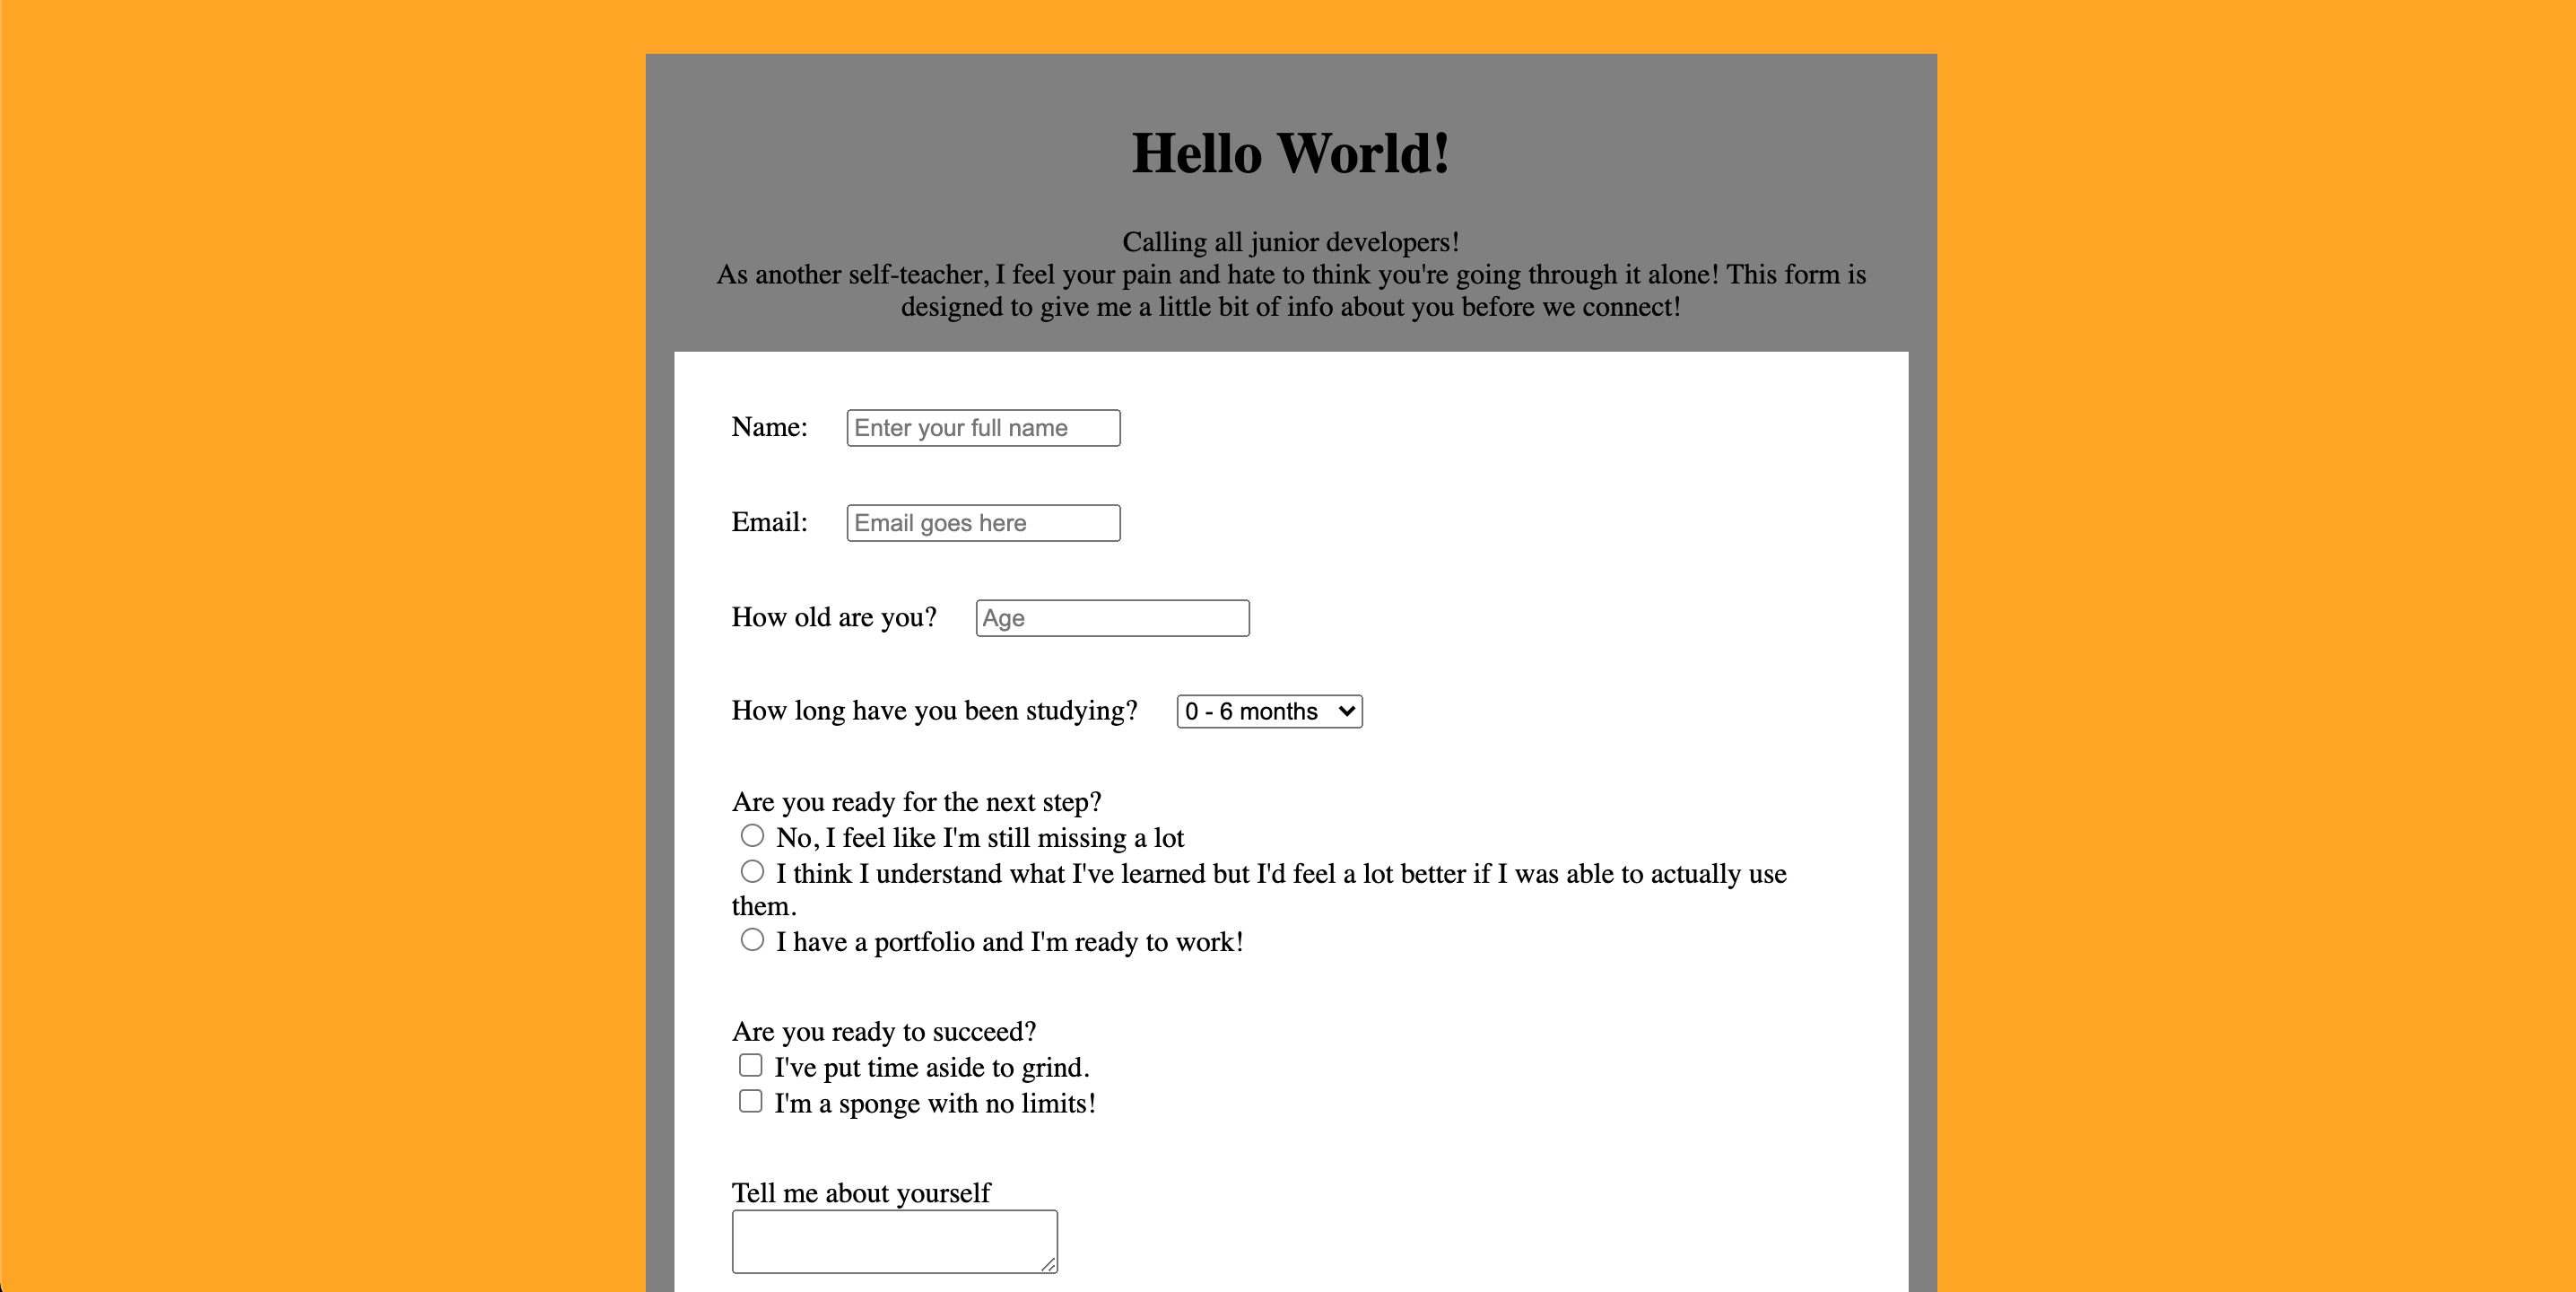 Hello World!
Calling all junior developers!
As another self-teacher, I feel your pain and hate to think you're going through it alone! This form is
designed to give me a little bit of info about you before we connect!
Name: Enter your full name
Email: Email goes here
How old are you? Age
How long have you been studying? 0 - 6 months
Are you ready for the next step?
No, I feel like I'm still missing a lot
I think I understand what I've learned but I'd feel a lot better if I was able to actually use
them.
I have a portfolio and I'm ready to work!
Are you ready to succeed?
I've put time aside to grind.
I'm a sponge with no limits!
Tell me about yourself